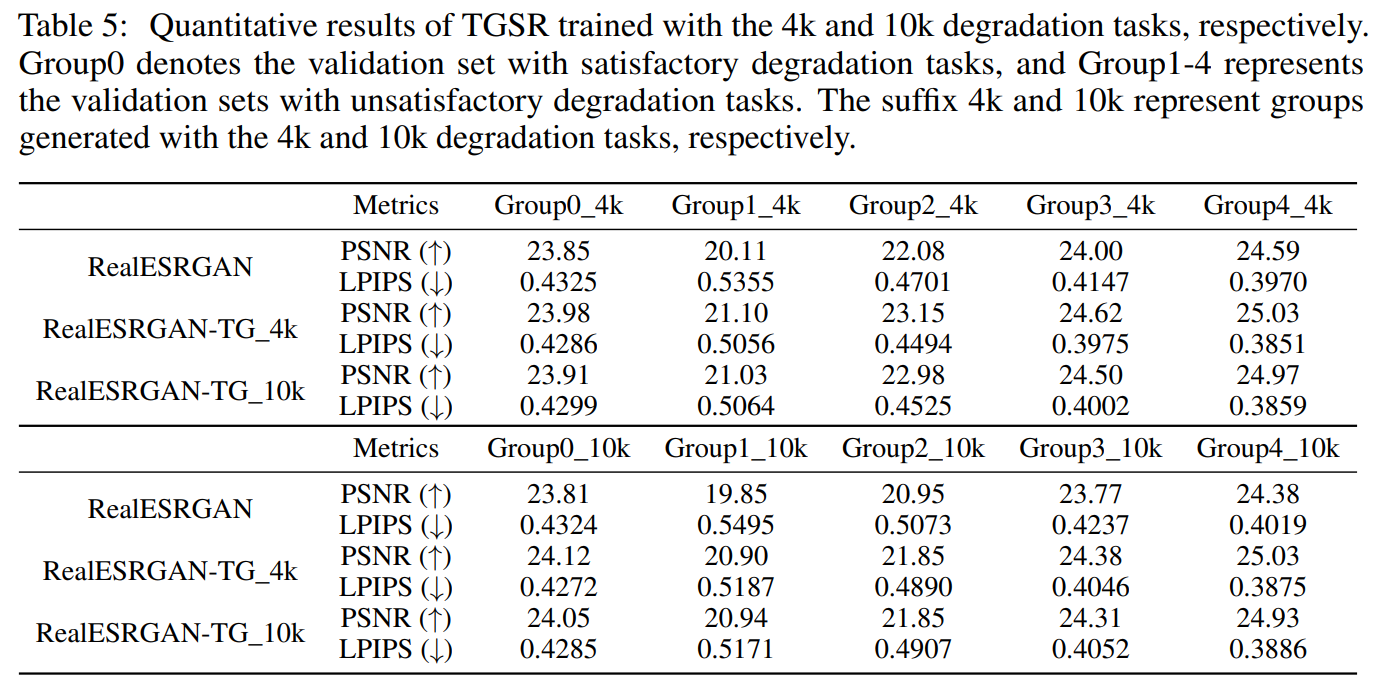 Table 5: Quantitative results of TGSR trained with the 4k and 10k degradation tasks, respectively.
Group0 denotes the validation set with satisfactory degradation tasks, and Group1-4 represents
the validation sets with unsatisfactory degradation tasks. The suffix 4k and 10k represent groups
generated with the 4k and 10k degradation tasks, respectively.
Metrics Group0_4k Group1_4k Group2_4k Group3_4k Group4_4k
RealESRGAN
PSNR (↑) 23.85 20.11 22.08 24.00 24.59
LPIPS (↓) 0.4325 0.5355 0.4701 0.4147 0.3970
RealESRGAN-TG_4k
PSNR (↑) 23.98 21.10 23.15 24.62 25.03
LPIPS (↓) 0.4286 0.5056 0.4494 0.3975 0.3851
RealESRGAN-TG_10k
PSNR (↑) 23.91 21.03 22.98 24.50 24.97
LPIPS (↓) 0.4299 0.5064 0.4525 0.4002 0.3859
Metrics Group0_10k Group1_10k Group2_10k Group3_10k Group4_10k
RealESRGAN
PSNR (↑) 23.81 19.85 20.95 23.77 24.38
LPIPS (↓) 0.4324 0.5495 0.5073 0.4237 0.4019
RealESRGAN-TG_4k
PSNR (↑) 24.12 20.90 21.85 24.38 25.03
LPIPS (↓) 0.4272 0.5187 0.4890 0.4046 0.3875
RealESRGAN-TG_10k
PSNR (↑) 24.05 20.94 21.85 24.31 24.93
LPIPS (↓) 0.4285 0.5171 0.4907 0.4052 0.3886